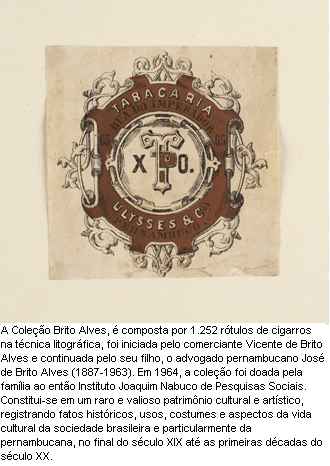 TABACARIA
X TP O.
ULYSSES & Cª
A Coleção Brito Alves, é composta por 1.252 rótulos de cigarros
na técnica litográfica, foi iniciada pelo comerciante Vicente de Brito
Alves e continuada pelo seu filho, o advogado pernambucano José
de Brito Alves (1887-1963). Em 1964, a coleção foi doada pela
família ao então Instituto Joaquim Nabuco de Pesquisas Sociais.
Constitui-se em um raro e valioso patrimônio cultural e artístico,
registrando fatos históricos, usos, costumes e aspectos da vida
cultural da sociedade brasileira e particularmente da
pernambucana, no final do século XIX até as primeiras décadas do
século XX.